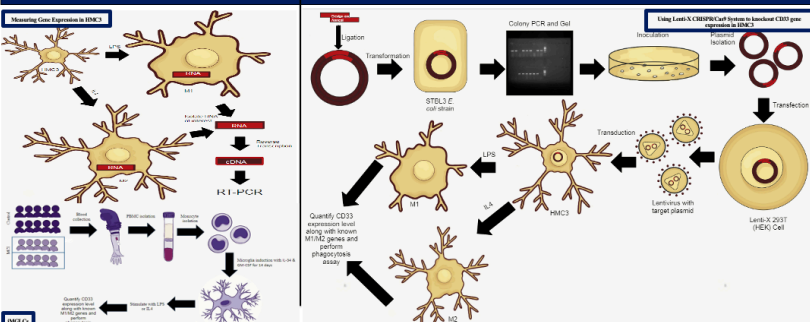 Measuring Gene Expression in HMC3
LPS
HMC3
RNA
M1
RNA
RNA
cDNA
RT-PCR
Blood
collection
PBMC isolation
Monocyte
isolation
Control
Stimulate with LPS
or IL4
Quantify CD33
expression level
along with known
M1/M2 genes and
perform
Using Lenti-X CRISPR/Cas9 System to knockout CD33 gene
expression in HMC3
Ligation
Transformation
STBL3 E.
coli strain
Colony PCR and Gel
Inoculation
Plasmid
Isolation
Transfection
Lenti-X 293T
(HEK) Cell
Lentivirus with
target plasmid
Transduction
HMC3
LPS
IL4
M1
M2
Quantify CD33
expression level
along with known
M1/M2 genes and
perform
phagocytosis
assay